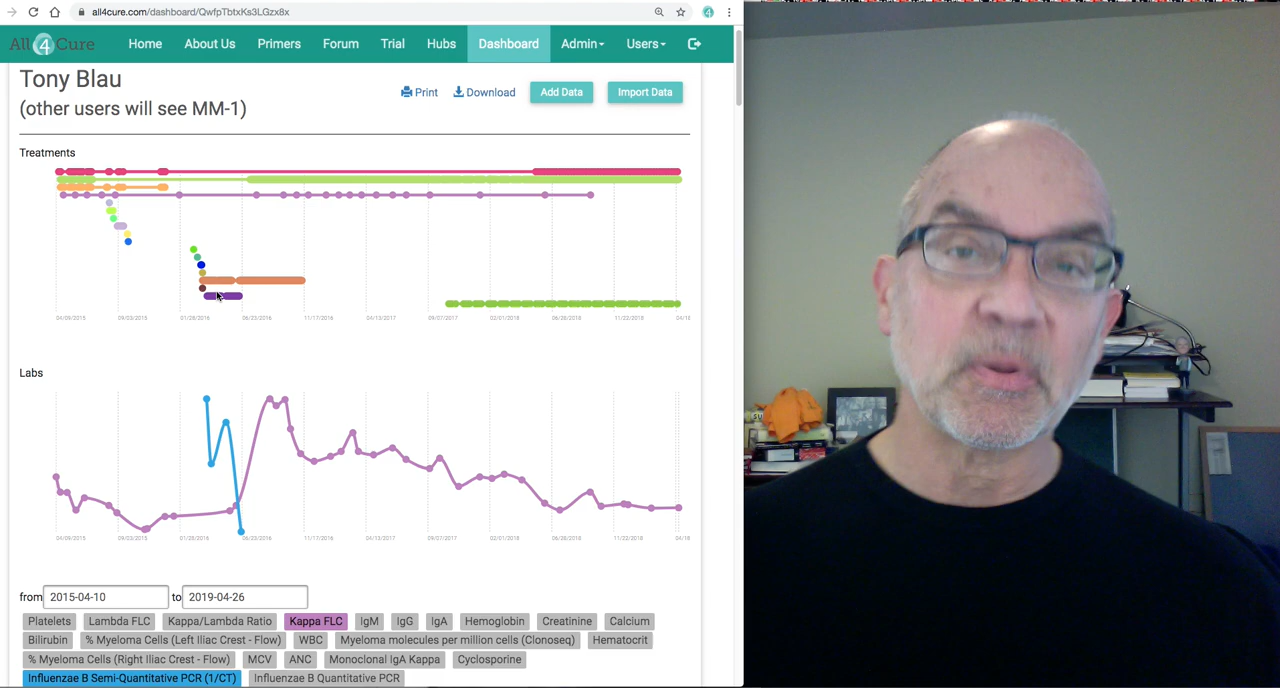 all4cure.com/dashboard/QwfpTbtxKs3LGzx8x
All 4 Cure Home About Us Primers Forum Trial Hubs Dashboard Admin Users
Tony Blau
(other users will see MM-1)
Print Download Add Data Import Data
Treatments
04/09/2015 09/03/2015 01/28/2016 06/23/2016 11/17/2016 04/13/2017 09/07/2017 02/01/2018 06/28/2018 11/22/2018 04/18
Labs
04/09/2015 09/03/2015 01/28/2016 06/23/2016 11/17/2016 04/13/2017 09/07/2017 02/01/2018 06/28/2018 11/22/2018 04/18
from 2015-04-10 to 2019-04-26
Platelets Lambda FLC Kappa/Lambda Ratio Kappa FLC IgM IgG IgA Hemoglobin Creatinine Calcium
Bilirubin % Myeloma Cells (Left Iliac Crest - Flow) WBC Myeloma molecules per million cells (Clonoseq) Hematocrit
% Myeloma Cells (Right Iliac Crest - Flow) MCV ANC Monoclonal IgA Kappa Cyclosporine
Influenzae B Semi-Quantitative PCR (1/CT) Influenzae B Quantitative PCR